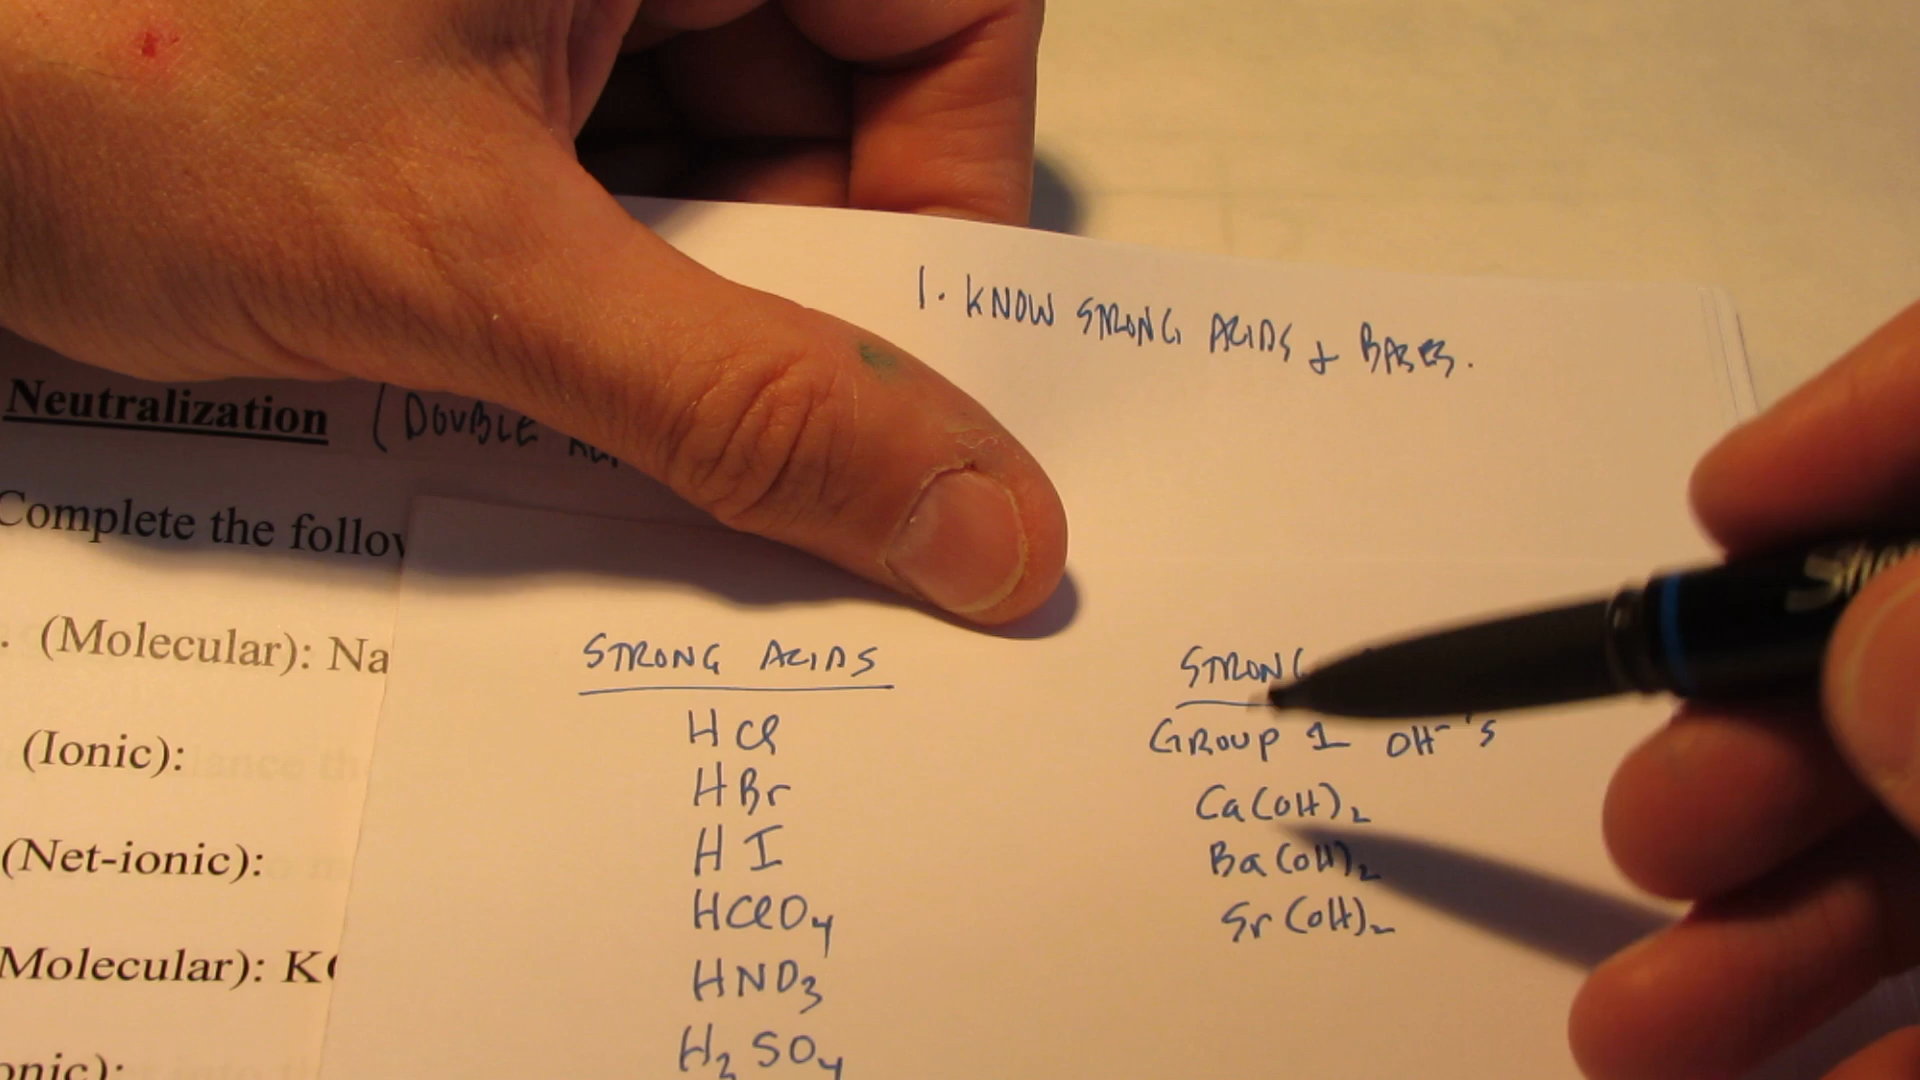 1. KNOW STRONG ACIDS & BASES.
Neutralization (DOUBLE
Complete the follow
. (Molecular): Na
(Ionic):
(Net-ionic):
Molecular): K
onic):
STRONG ACIDS
HCl
HBr
HI
HClO4
HNO3
H2SO4
STRONG
GROUP 1 OH-'s
Ca(OH)2
Ba(OH)2
Sr(OH)2